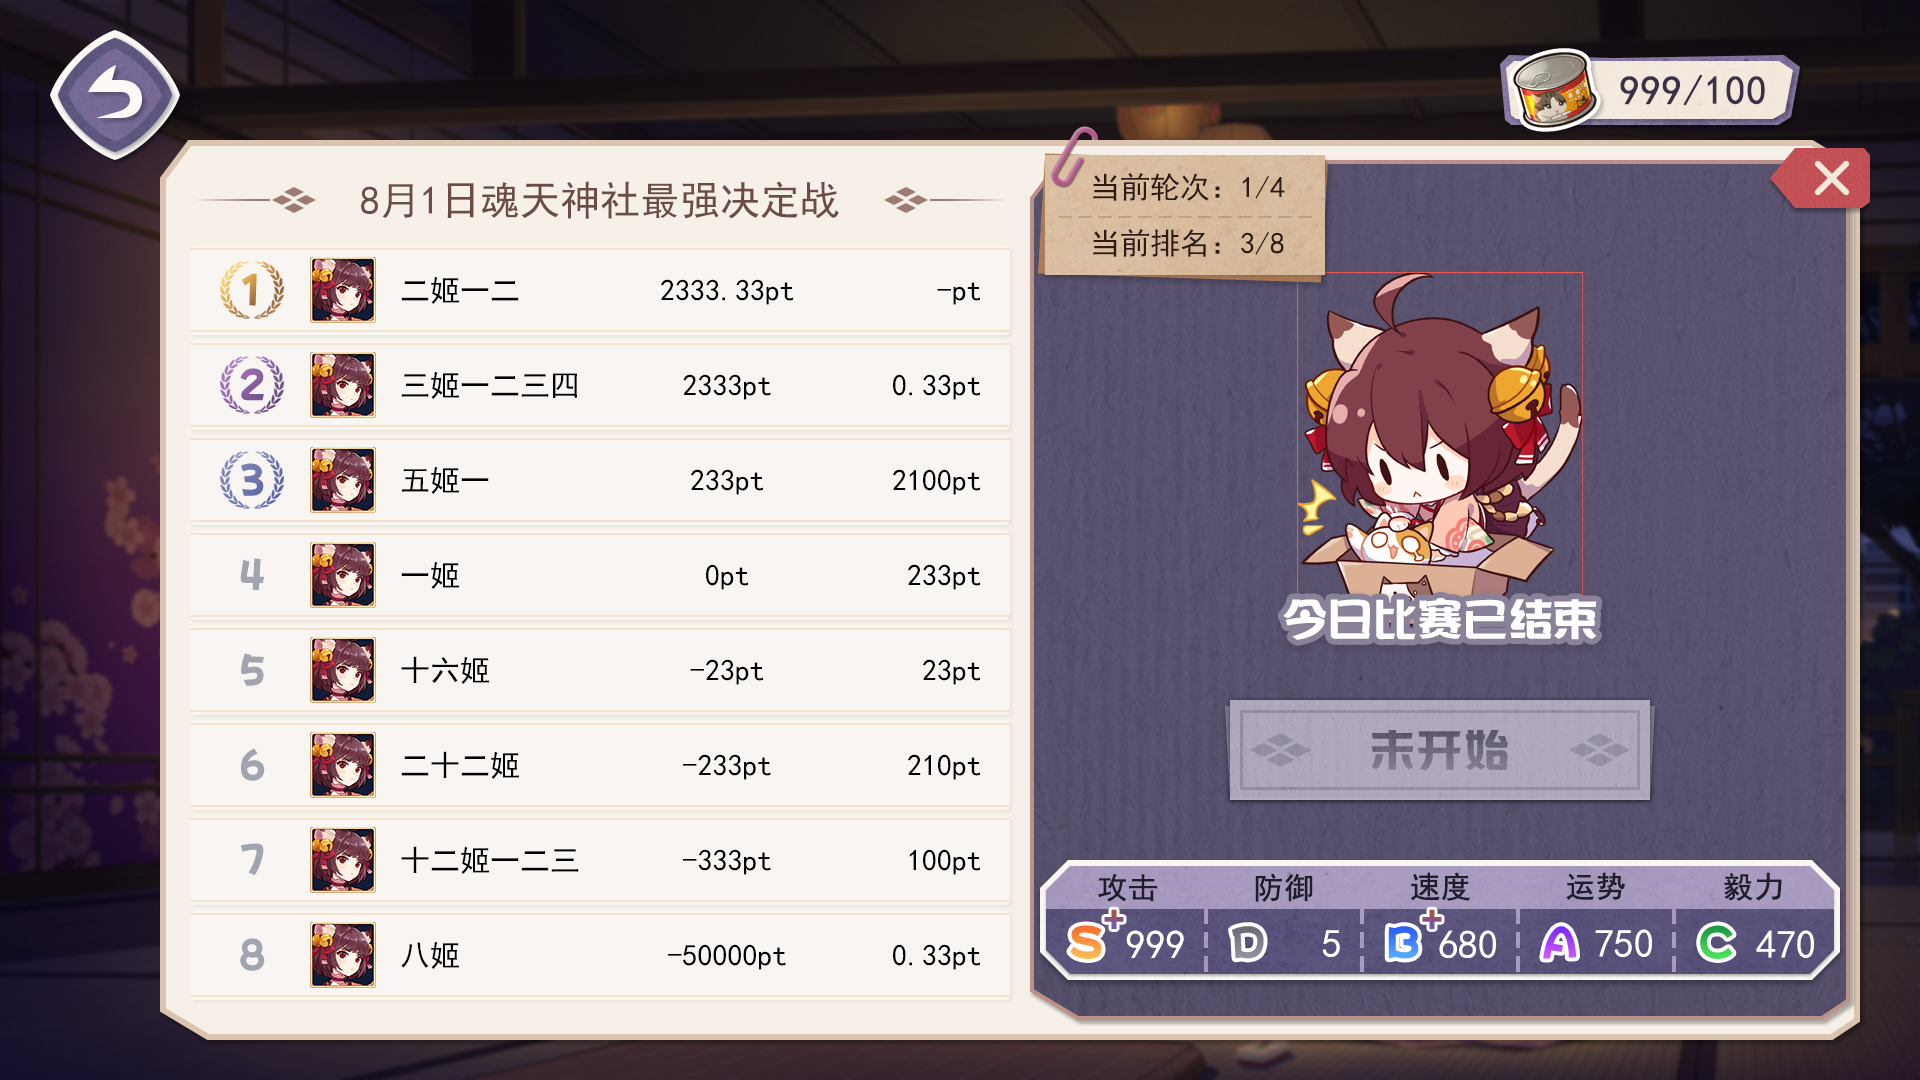 999/100
8月1日魂天神社最强决定战
1 二姬一二 2333.33pt -pt
2 三姬一二三四 2333pt 0.33pt
3 五姬一 233pt 2100pt
4 一姬 0pt 233pt
5 十六姬 -23pt 23pt
6 二十二姬 -233pt 210pt
7 十二姬一二三 -333pt 100pt
8 八姬 -50000pt 0.33pt
当前轮次：1/4
当前排名：3/8
今日比赛已结束
未开始
攻击 防御 速度 运势 毅力
S+ 999 D 5 B+ 680 A 750 C 470